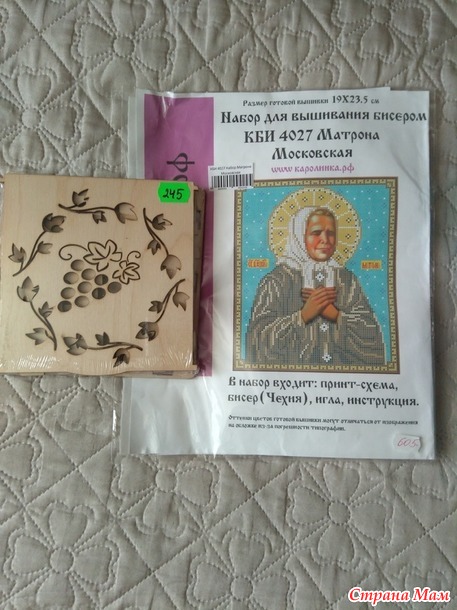 Размер готовой вышивки 19Х23,5 см
Набор для вышивания бисером
КБИ 4027 Матрона
Московская
www.каролинка.рф
245
В набор входит: принт-схема,
бисер (Чехия), игла, инструкция.
Оттенки цветов готовой вышивки могут отличаться от изображения
на обложке из-за погрешности типографии.
605
Страна Мам